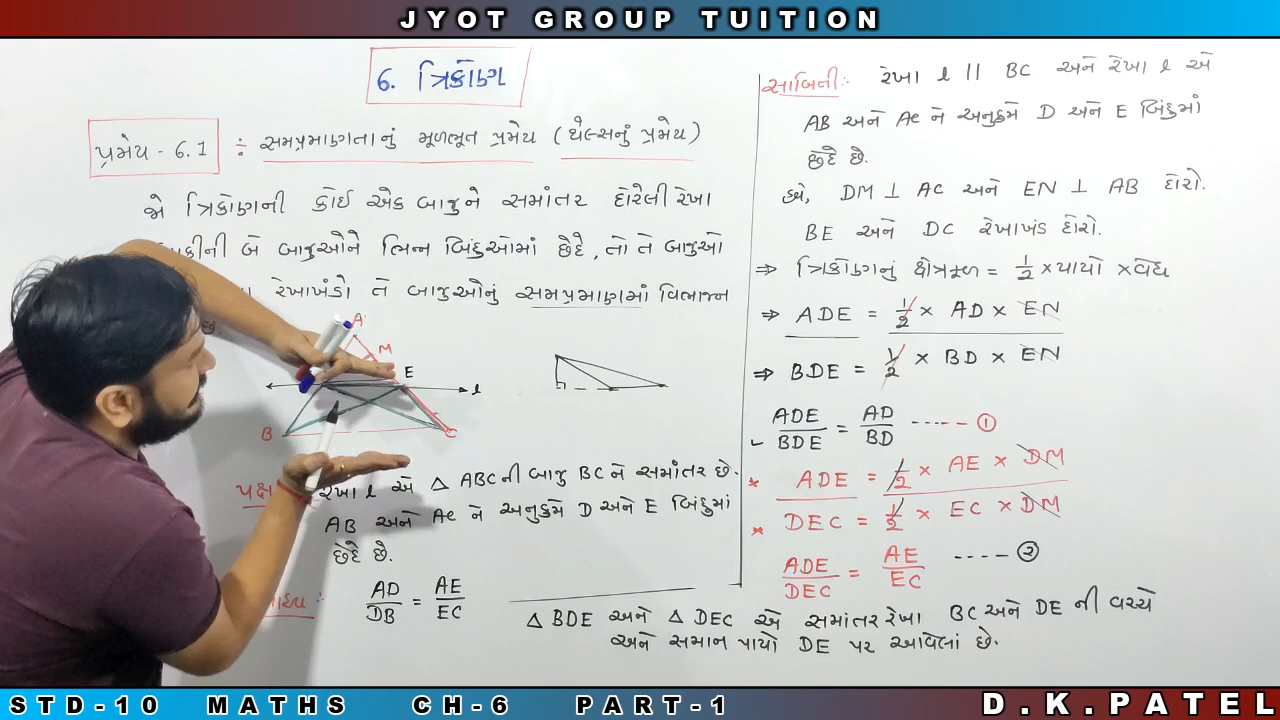 JYOT GROUP TUITION
6. ત્રિકોણ
પ્રમેય - 6.1 ÷ સમપ્રમાણતાનું મૂળભૂત પ્રમેય (થેલ્સનું પ્રમેય)
જો ત્રિકોણની કોઈ એક બાજુને સમાંતર દોરેલી રેખા
બે બાજુઓને ભિન્ન બિંદુઓમાં છેદે, તો તે બાજુઓ
રેખાખંડો તે બાજુઓનું સમપ્રમાણમાં વિભાજન
છે.
A
M
E
l
B
C
પક્ષ
રેખા l એ △ ABC ની બાજુ BC ને સમાંતર છે.
AB અને AC ને અનુક્રમે D અને E બિંદુમાં
છેદે છે.
AD/DB = AE/EC
સાબિતી:- રેખા l || BC અને રેખા l એ
AB અને AC ને અનુક્રમે D અને E બિંદુમાં
છેદે છે.
હવે, DM ⊥ AC અને EN ⊥ AB દોરો.
BE અને DC રેખાખંડ દોરો.
⇒ ત્રિકોણનું ક્ષેત્રફળ = 1/2 × પાયો × વેધ
⇒ ADE = 1/2 × AD × EN
⇒ BDE = 1/2 × BD × EN
ADE/BDE = AD/BD ------ ①
* ADE = 1/2 × AE × DM
* DEC = 1/2 × EC × DM
ADE/DEC = AE/EC ---- ②
△ BDE અને △ DEC એ સમાંતર રેખા BC અને DE ની વચ્ચે
અને સમાન પાયો DE પર આવેલાં છે.
STD-10 MATHS CH-6 PART-1
D.K.PATEL